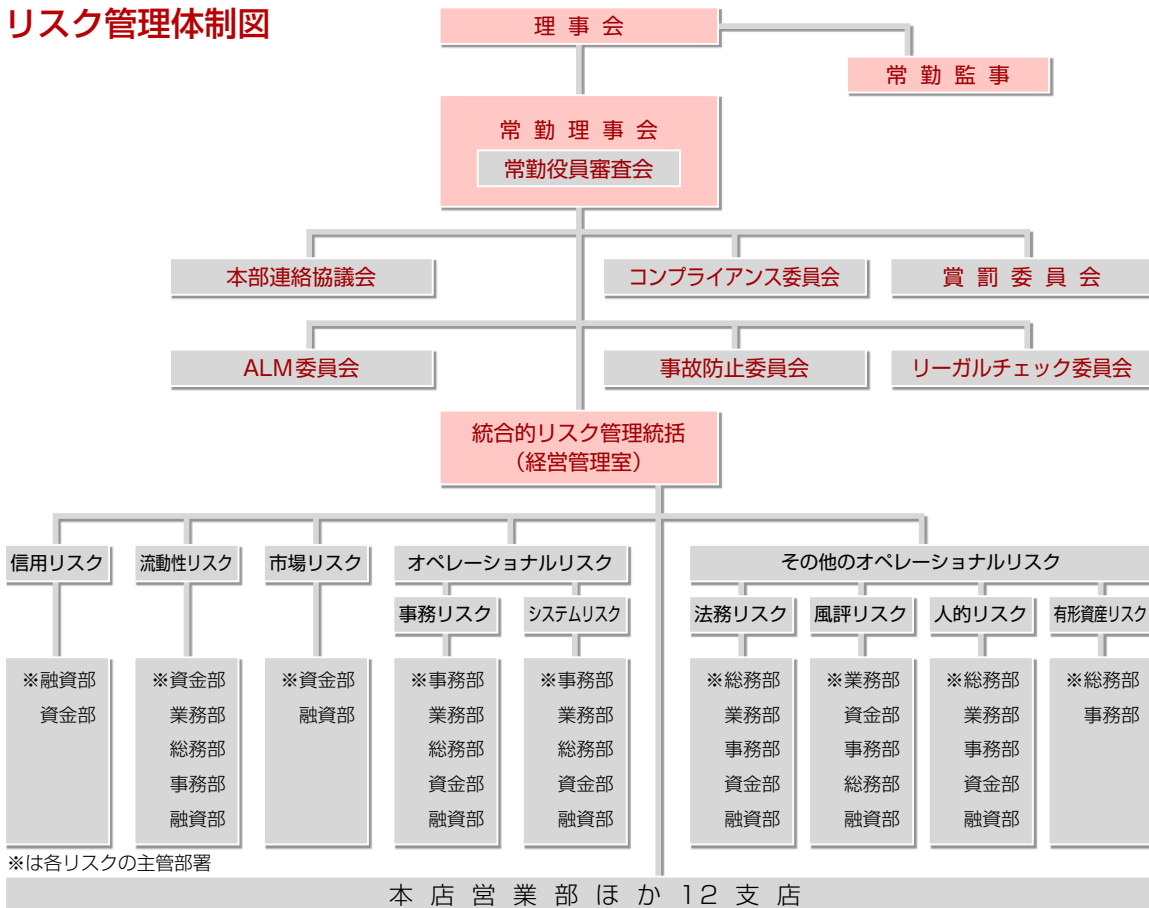 リスク管理体制図
理事会
常勤監事
常勤理事会
常勤役員審査会
本部連絡協議会
コンプライアンス委員会
賞罰委員会
ALM委員会
事故防止委員会
リーガルチェック委員会
統合的リスク管理統括
（経営管理室）
信用リスク
流動性リスク
市場リスク
オペレーショナルリスク
その他のオペレーショナルリスク
事務リスク
システムリスク
法務リスク
風評リスク
人的リスク
有形資産リスク
※融資部
資金部
※資金部
業務部
総務部
事務部
融資部
※資金部
融資部
※事務部
業務部
総務部
資金部
融資部
※事務部
業務部
総務部
資金部
融資部
※総務部
業務部
事務部
資金部
融資部
※業務部
資金部
事務部
総務部
融資部
※総務部
業務部
事務部
資金部
融資部
※総務部
事務部
※は各リスクの主管部署
本店営業部ほか12支店